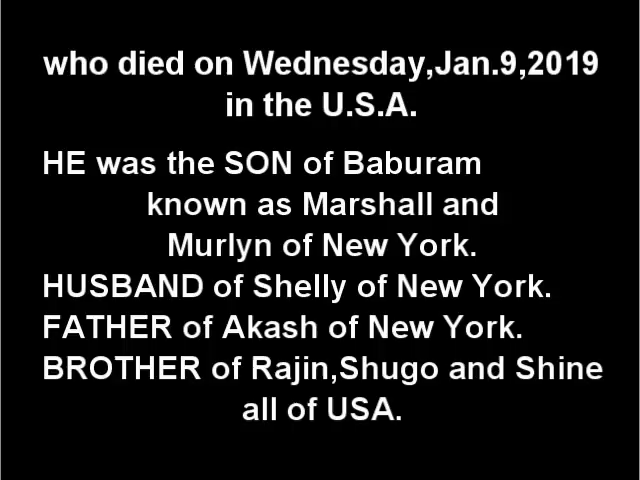 who died on Wednesday,Jan.9,2019
in the U.S.A.
HE was the SON of Baburam
known as Marshall and
Murlyn of New York.
HUSBAND of Shelly of New York.
FATHER of Akash of New York.
BROTHER of Rajin,Shugo and Shine
all of USA.